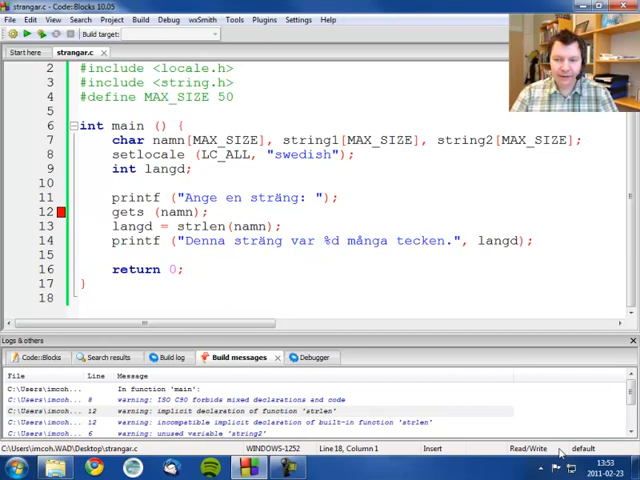 strangar.c - Code::Blocks 10.05
File Edit View Search Project Build Debug wxSmith Tools Plugins Settings Help
Build target:
Start here strangar.c
2 #include <locale.h>
3 #include <string.h>
4 #define MAX_SIZE 50
5
6 int main () {
7 char namn[MAX_SIZE], string1[MAX_SIZE], string2[MAX_SIZE];
8 setlocale (LC_ALL, "swedish");
9 int langd;
10
11 printf ("Ange en sträng: ");
12 gets (namn);
13 langd = strlen(namn);
14 printf ("Denna sträng var %d många tecken.", langd);
15
16 return 0;
17 }
18
Logs & others
Code::Blocks Search results Build log Build messages Debugger
File Line Message
C:\Users\imcoh... In function 'main':
C:\Users\imcoh... 8 warning: ISO C90 forbids mixed declarations and code
C:\Users\imcoh... 12 warning: implicit declaration of function 'strlen'
C:\Users\imcoh... 12 warning: incompatible implicit declaration of built-in function 'strlen'
C:\Users\imcoh... 6 warning: unused variable 'string2'
C:\Users\imcoh.WAD\Desktop\strangar.c WINDOWS-1252 Line 18, Column 1 Insert Read/Write default
13:53
2011-02-23